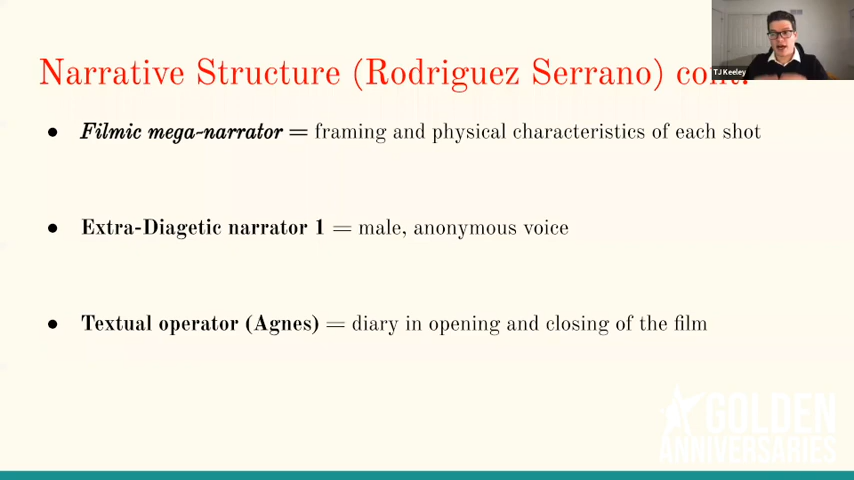 Narrative Structure (Rodriguez Serrano) cont.
TJ Keeley
● Filmic mega-narrator = framing and physical characteristics of each shot
● Extra-Diagetic narrator 1 = male, anonymous voice
● Textual operator (Agnes) = diary in opening and closing of the film
GOLDEN
ANNIVERSARIES